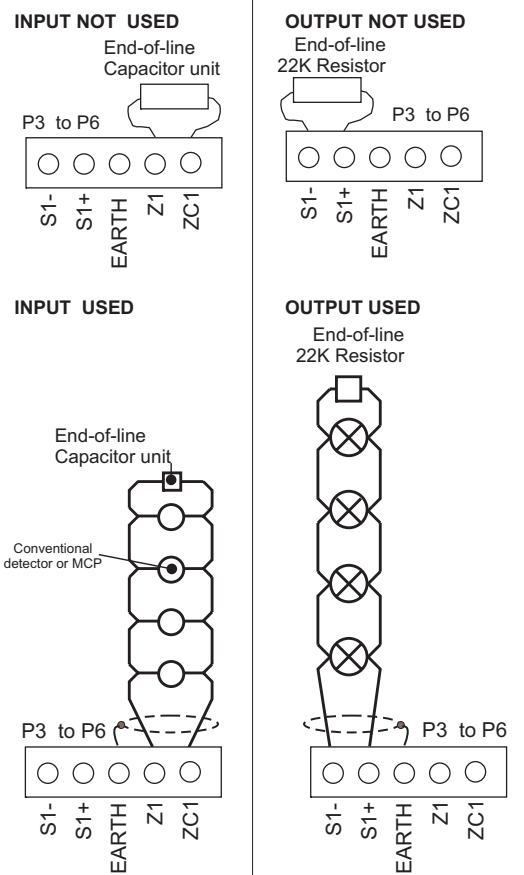 INPUT NOT USED
End-of-line
Capacitor unit
P3 to P6
S1-
S1+
EARTH
Z1
ZC1
OUTPUT NOT USED
End-of-line
22K Resistor
P3 to P6
S1-
S1+
EARTH
Z1
ZC1
INPUT USED
End-of-line
Capacitor unit
Conventional
detector or MCP
P3 to P6
S1-
S1+
EARTH
Z1
ZC1
OUTPUT USED
End-of-line
22K Resistor
P3 to P6
S1-
S1+
EARTH
Z1
ZC1